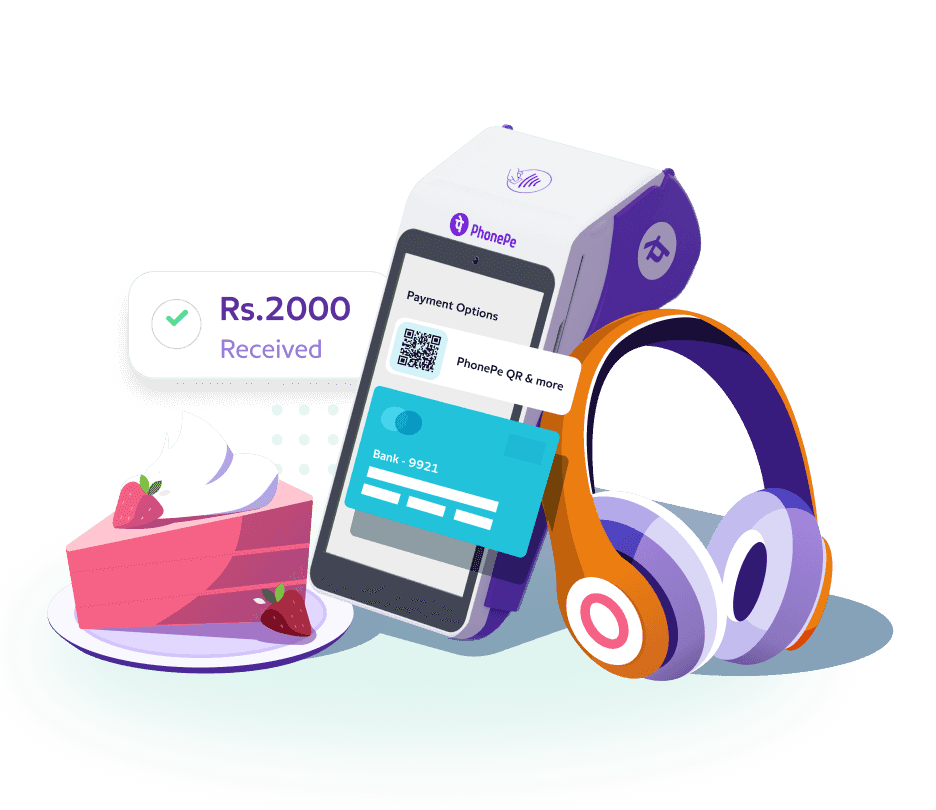 पे PhonePe
पे
Payment Options
Rs.2000
Received
PhonePe QR & more
Bank - 9921